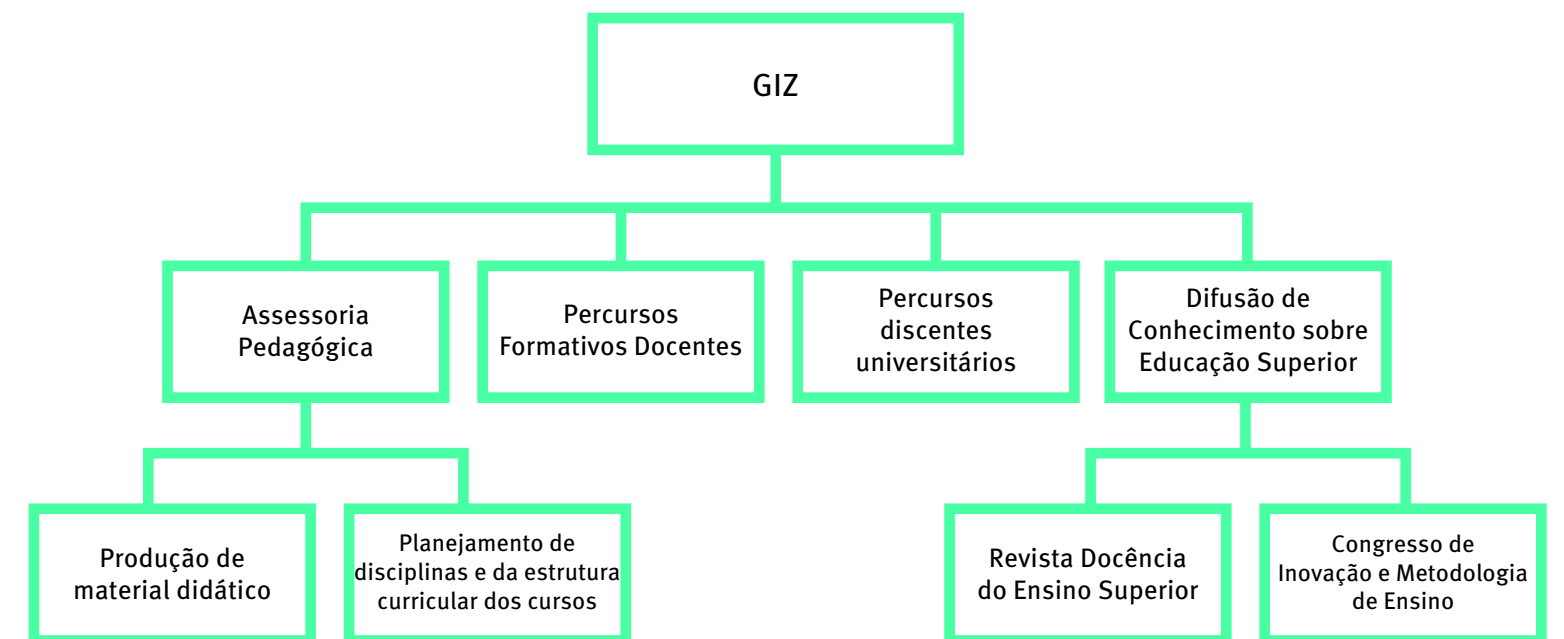 GIZ
Assessoria
Pedagógica
Percursos
Formativos Docentes
Percursos
discentes
universitários
Difusão de
Conhecimento sobre
Educação Superior
Produção de
material didático
Planejamento de
disciplinas e da estrutura
curricular dos cursos
Revista Docência
do Ensino Superior
Congresso de
Inovação e Metodologia
de Ensino